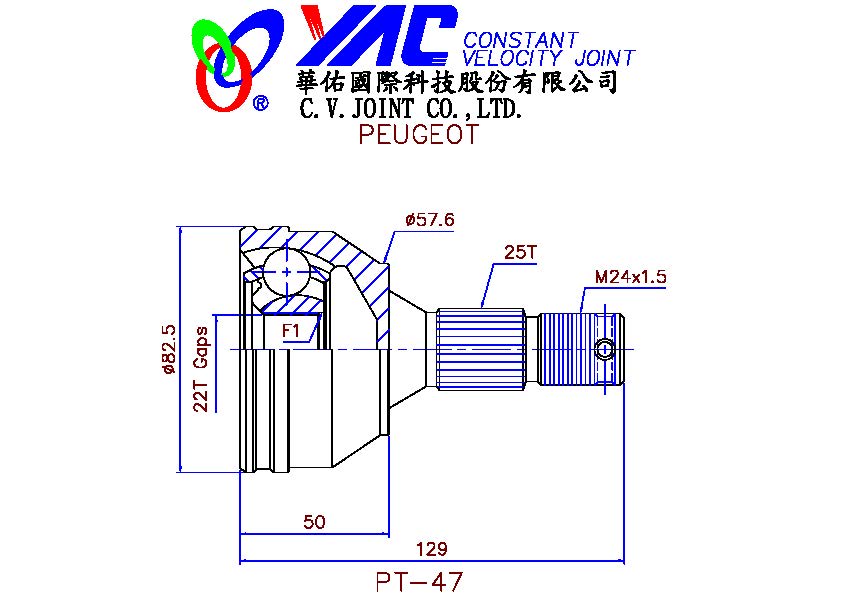 YAC CONSTANT
VELOCITY JOINT
®
華佑國際科技股份有限公司
C.V.JOINT CO.,LTD.
PEUGEOT
ø57.6
25T
M24x1.5
ø82.5
22T Gaps
F1
50
129
PT-47